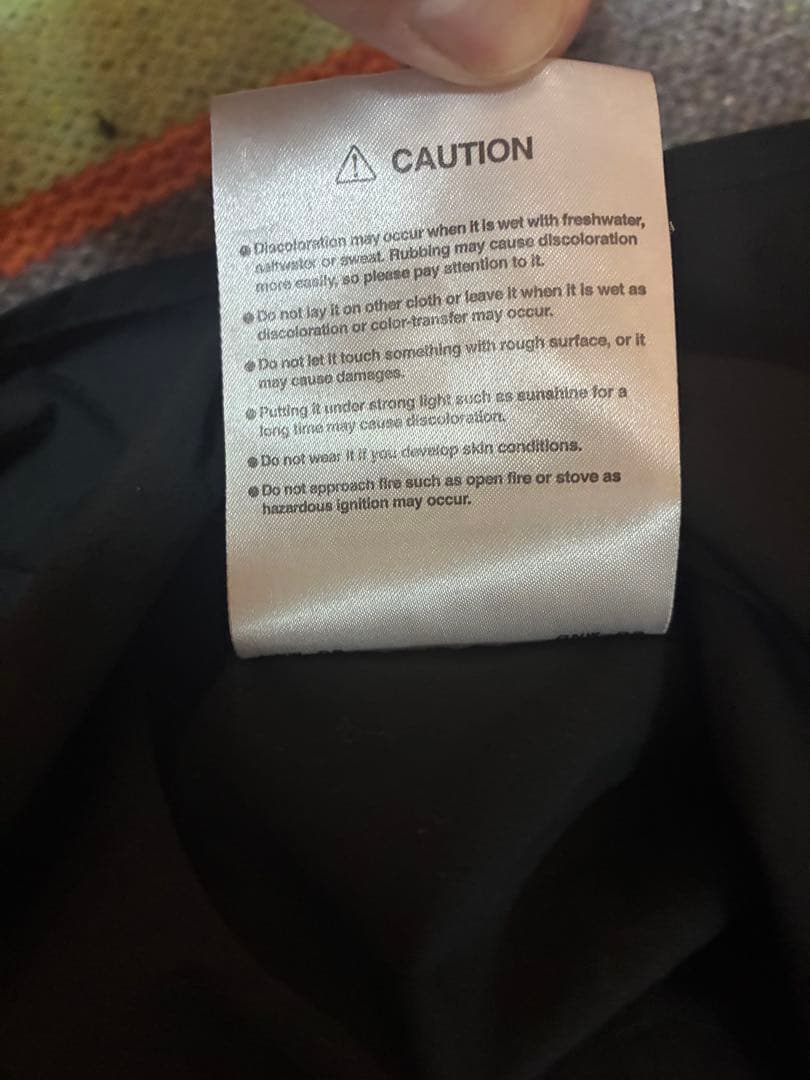 ⚠ CAUTION
● Discoloration may occur when it is wet with freshwater,
saltwater or sweat. Rubbing may cause discoloration
more easily, so please pay attention to it.
● Do not lay it on other cloth or leave it when it is wet as
discoloration or color-transfer may occur.
● Do not let it touch something with rough surface, or it
may cause damages.
● Putting it under strong light such as sunshine for a
long time may cause discoloration.
● Do not wear it if you develop skin conditions.
● Do not approach fire such as open fire or stove as
hazardous ignition may occur.